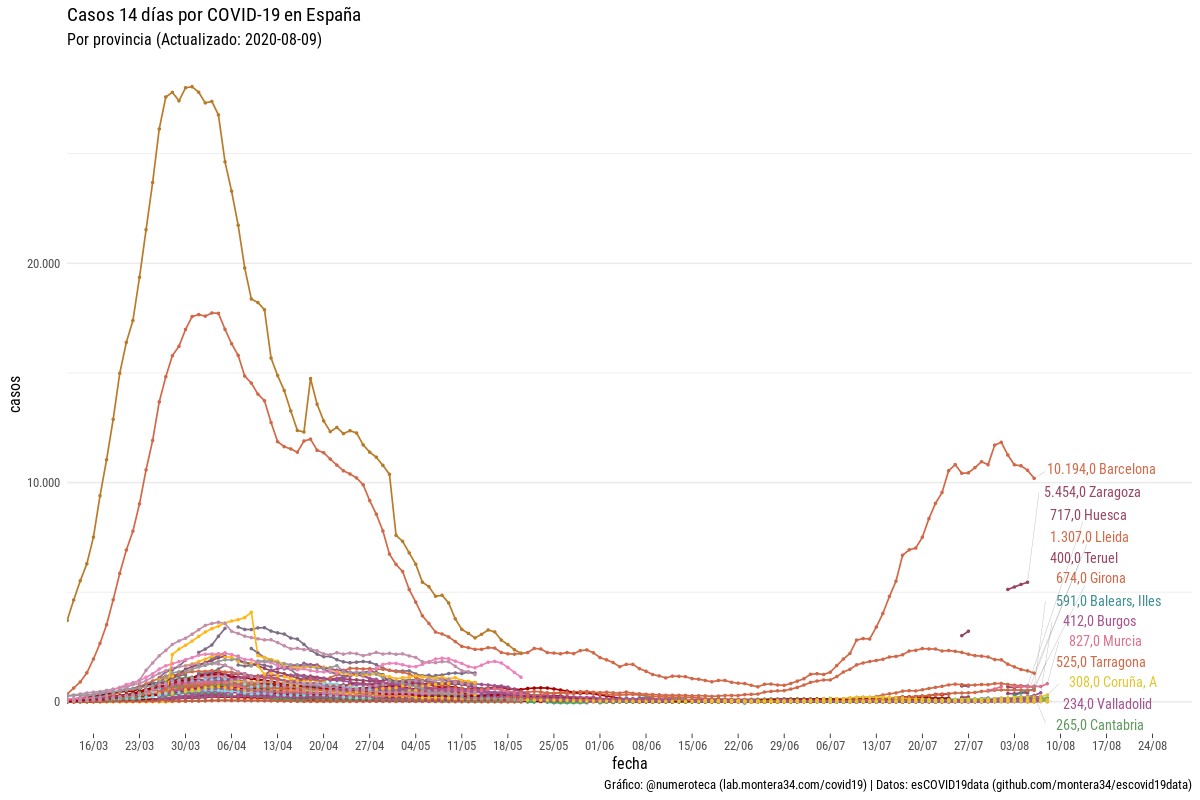 Casos 14 días por COVID-19 en España
Por provincia (Actualizado: 2020-08-09)
casos
20.000
10.000
0
10.194,0 Barcelona
5.454,0 Zaragoza
717,0 Huesca
1.307,0 Lleida
400,0 Teruel
674,0 Girona
591,0 Balears, Illes
412,0 Burgos
827,0 Murcia
525,0 Tarragona
308,0 Coruña, A
234,0 Valladolid
265,0 Cantabria
16/03 23/03 30/03 06/04 13/04 20/04 27/04 04/05 11/05 18/05 25/05 01/06 08/06 15/06 22/06 29/06 06/07 13/07 20/07 27/07 03/08 10/08 17/08 24/08
fecha
Gráfico: @numeroteca (lab.montera34.com/covid19) | Datos: esCOVID19data (github.com/montera34/escovid19data)